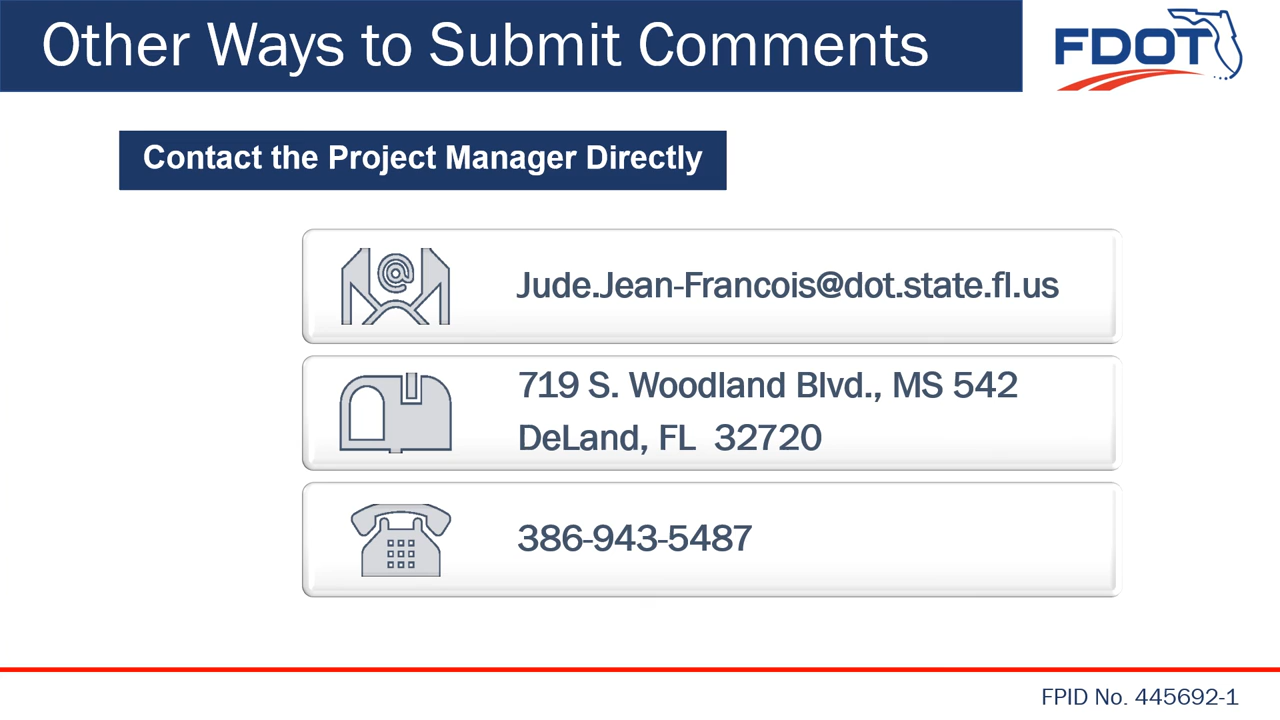 Other Ways to Submit Comments
FDOT
Contact the Project Manager Directly
@
Jude.Jean-Francois@dot.state.fl.us
719 S. Woodland Blvd., MS 542
DeLand, FL  32720
386-943-5487
FPID No. 445692-1